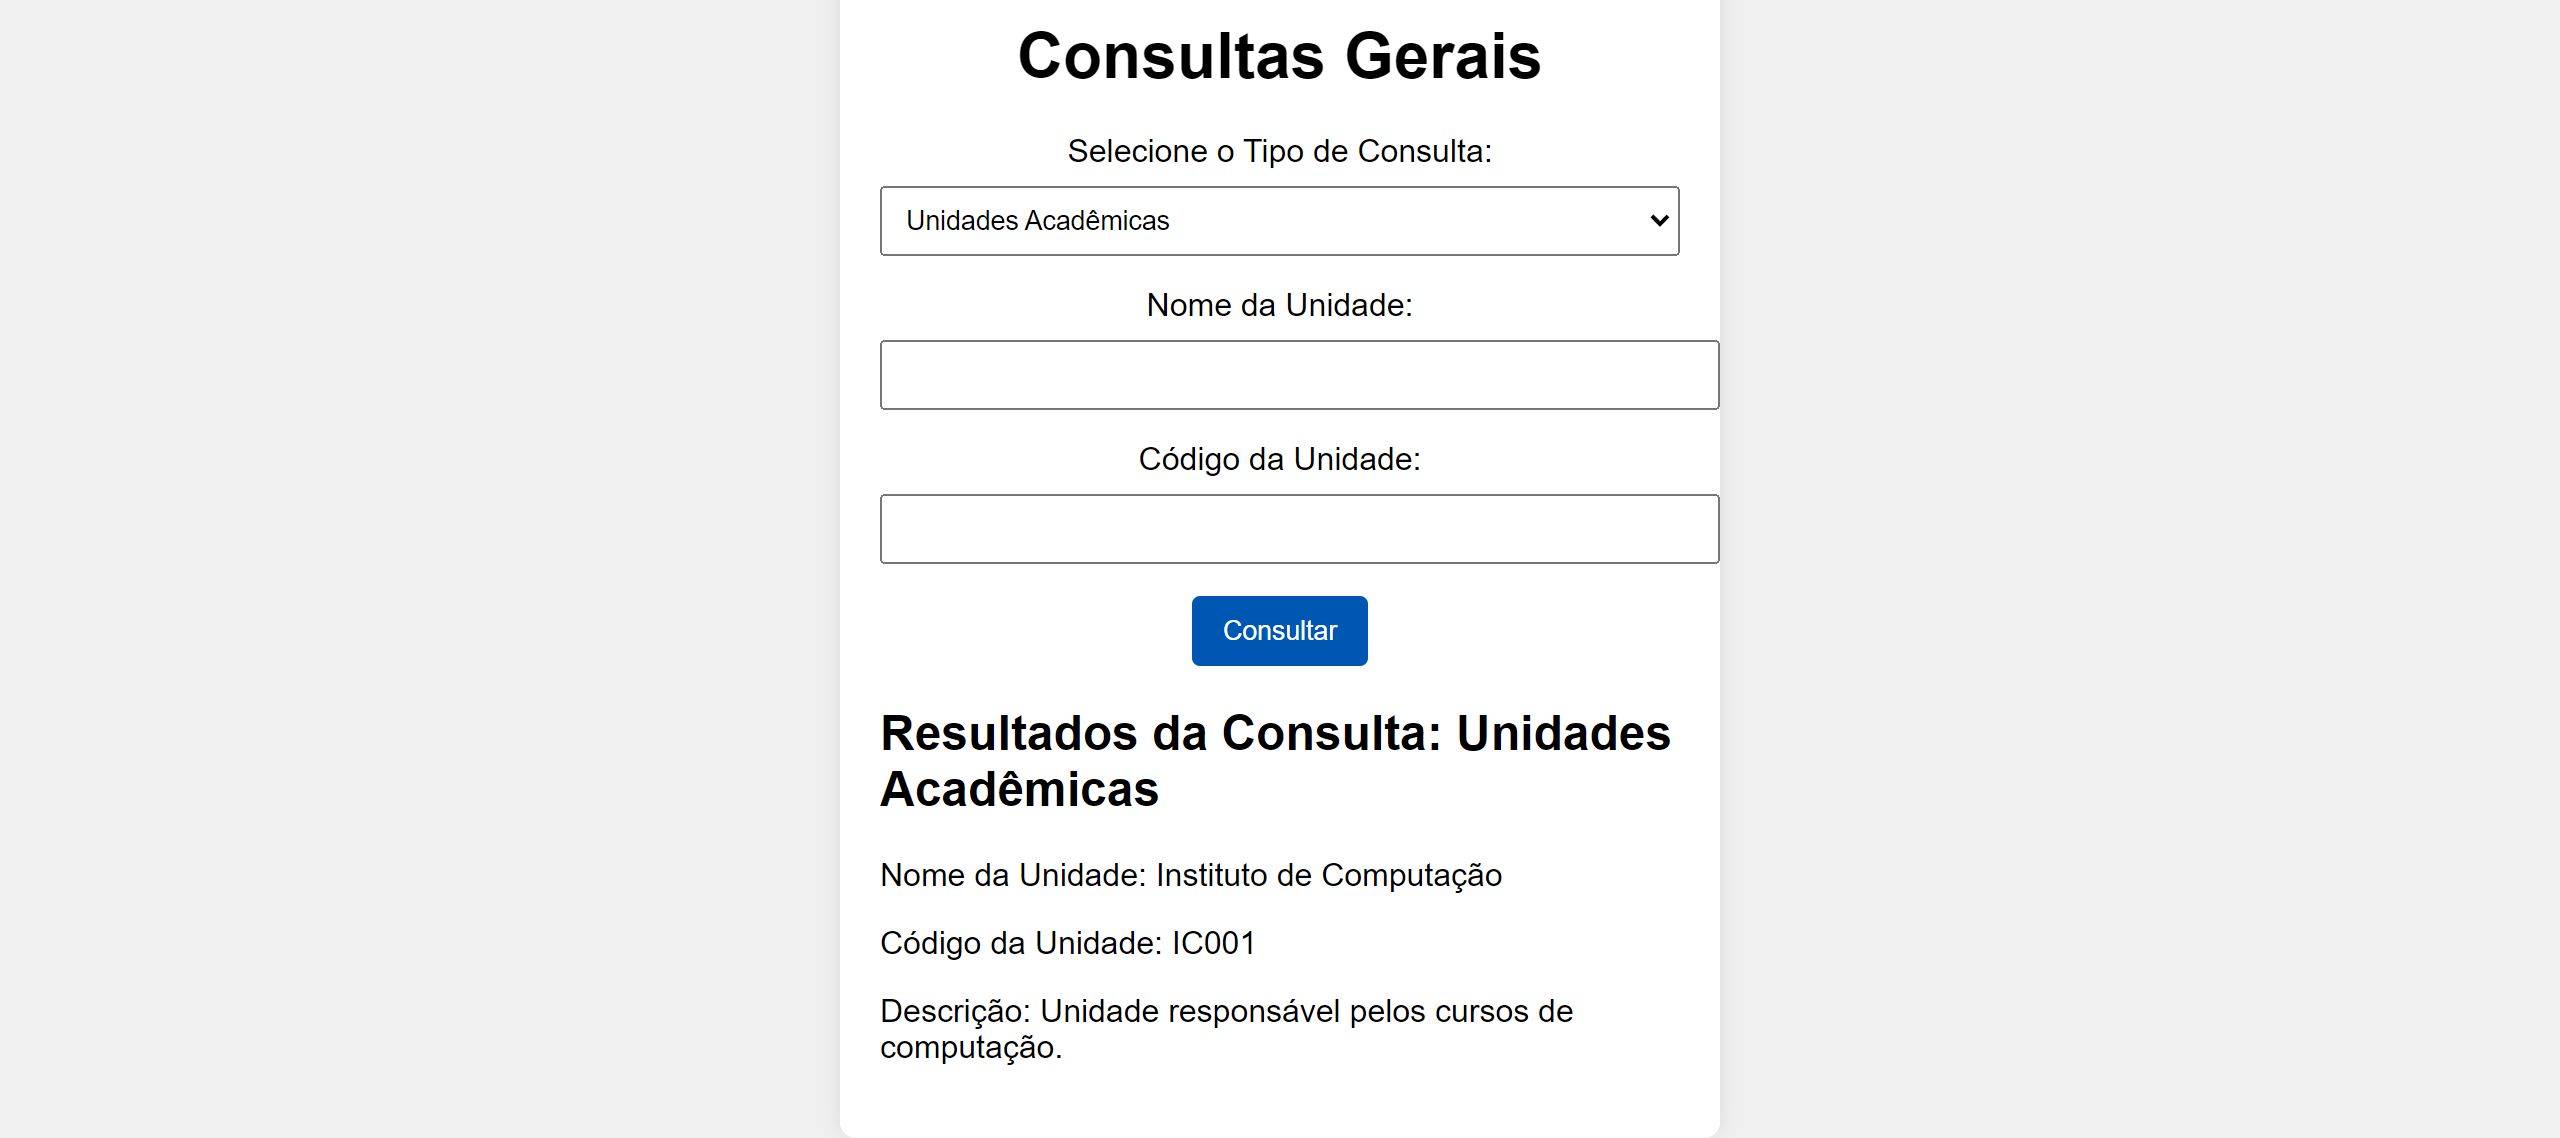 Consultas Gerais
Selecione o Tipo de Consulta:
Unidades Acadêmicas
Nome da Unidade:
Código da Unidade:
Consultar
Resultados da Consulta: Unidades
Acadêmicas
Nome da Unidade: Instituto de Computação
Código da Unidade: IC001
Descrição: Unidade responsável pelos cursos de
computação.